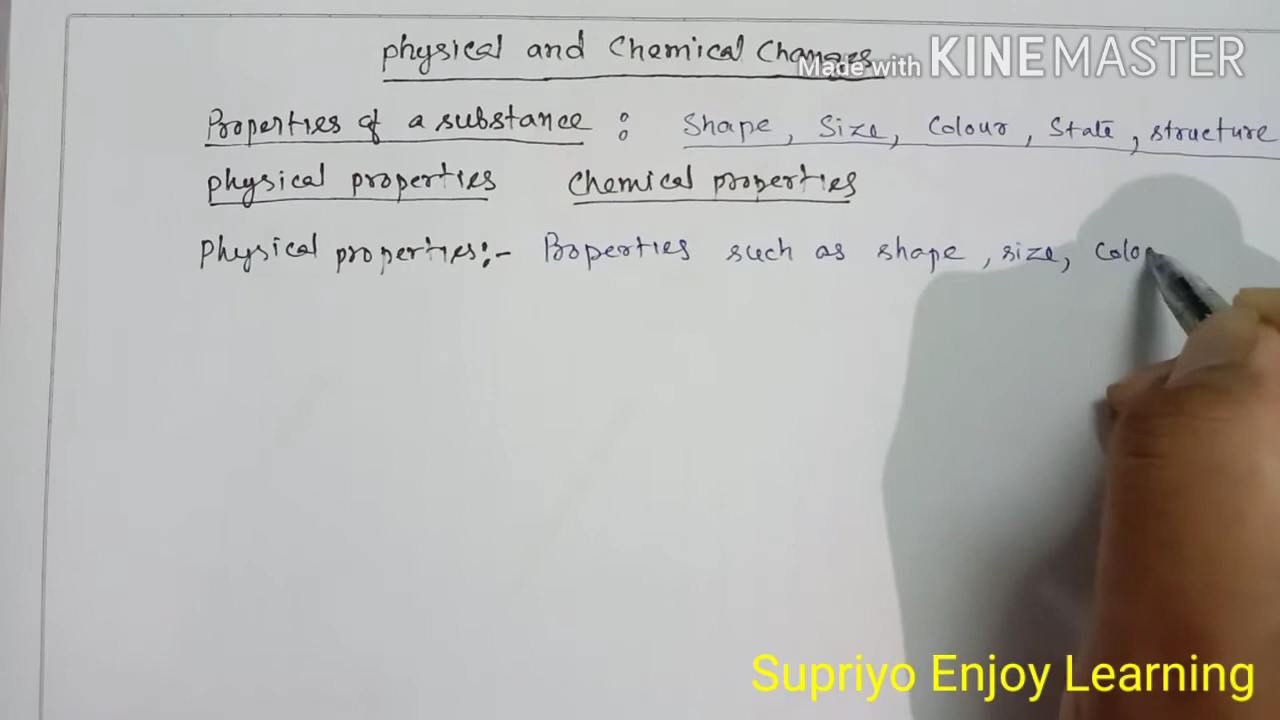 physical and Chemical Changes
Made with KINEMASTER
Properties of a substance : Shape, Size, Colour, State, structure
physical properties Chemical properties
Physical properties:- Properties such as shape, size, Colo
Supriyo Enjoy Learning